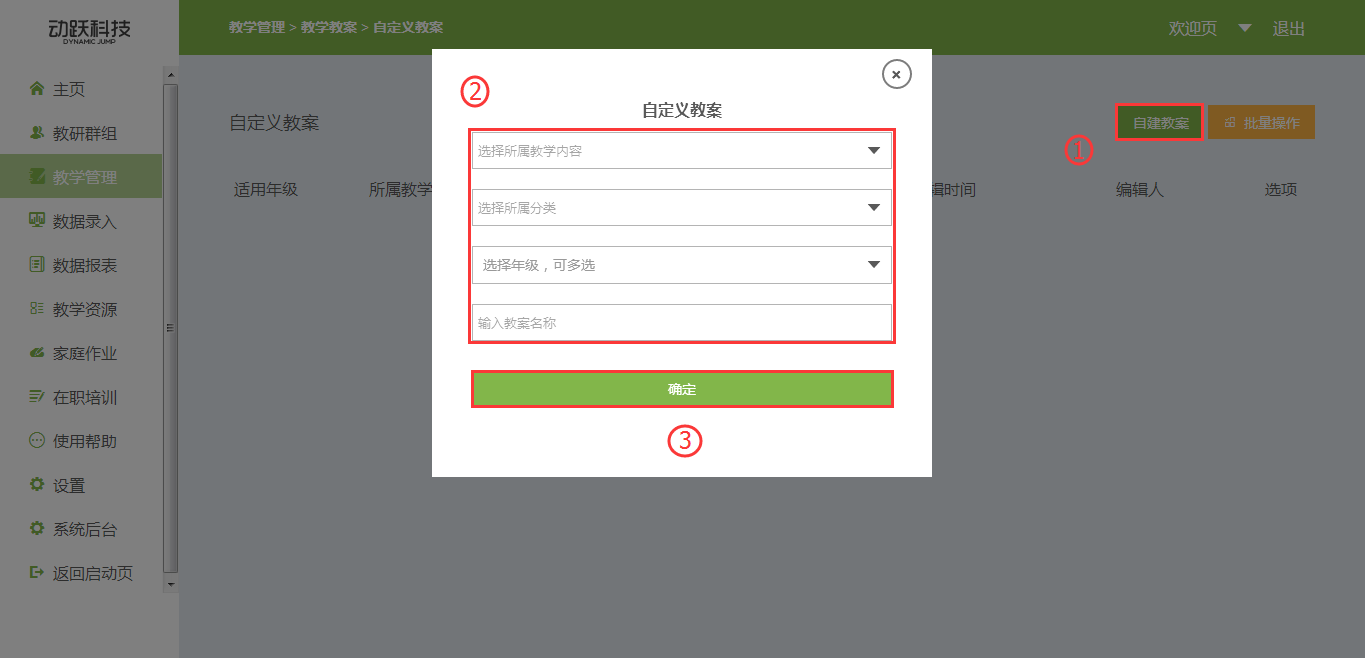 动跃科技
DYNAMIC JUMP
教学管理 > 教学教案 > 自定义教案
欢迎页
退出
主页
教研群组
教学管理
数据录入
数据报表
教学资源
家庭作业
在职培训
使用帮助
设置
系统后台
返回启动页
自定义教案
自建教案
批量操作
①
适用年级
所属教学
辑时间
编辑人
选项
②
自定义教案
选择所属教学内容
选择所属分类
选择年级，可多选
输入教案名称
确定
③